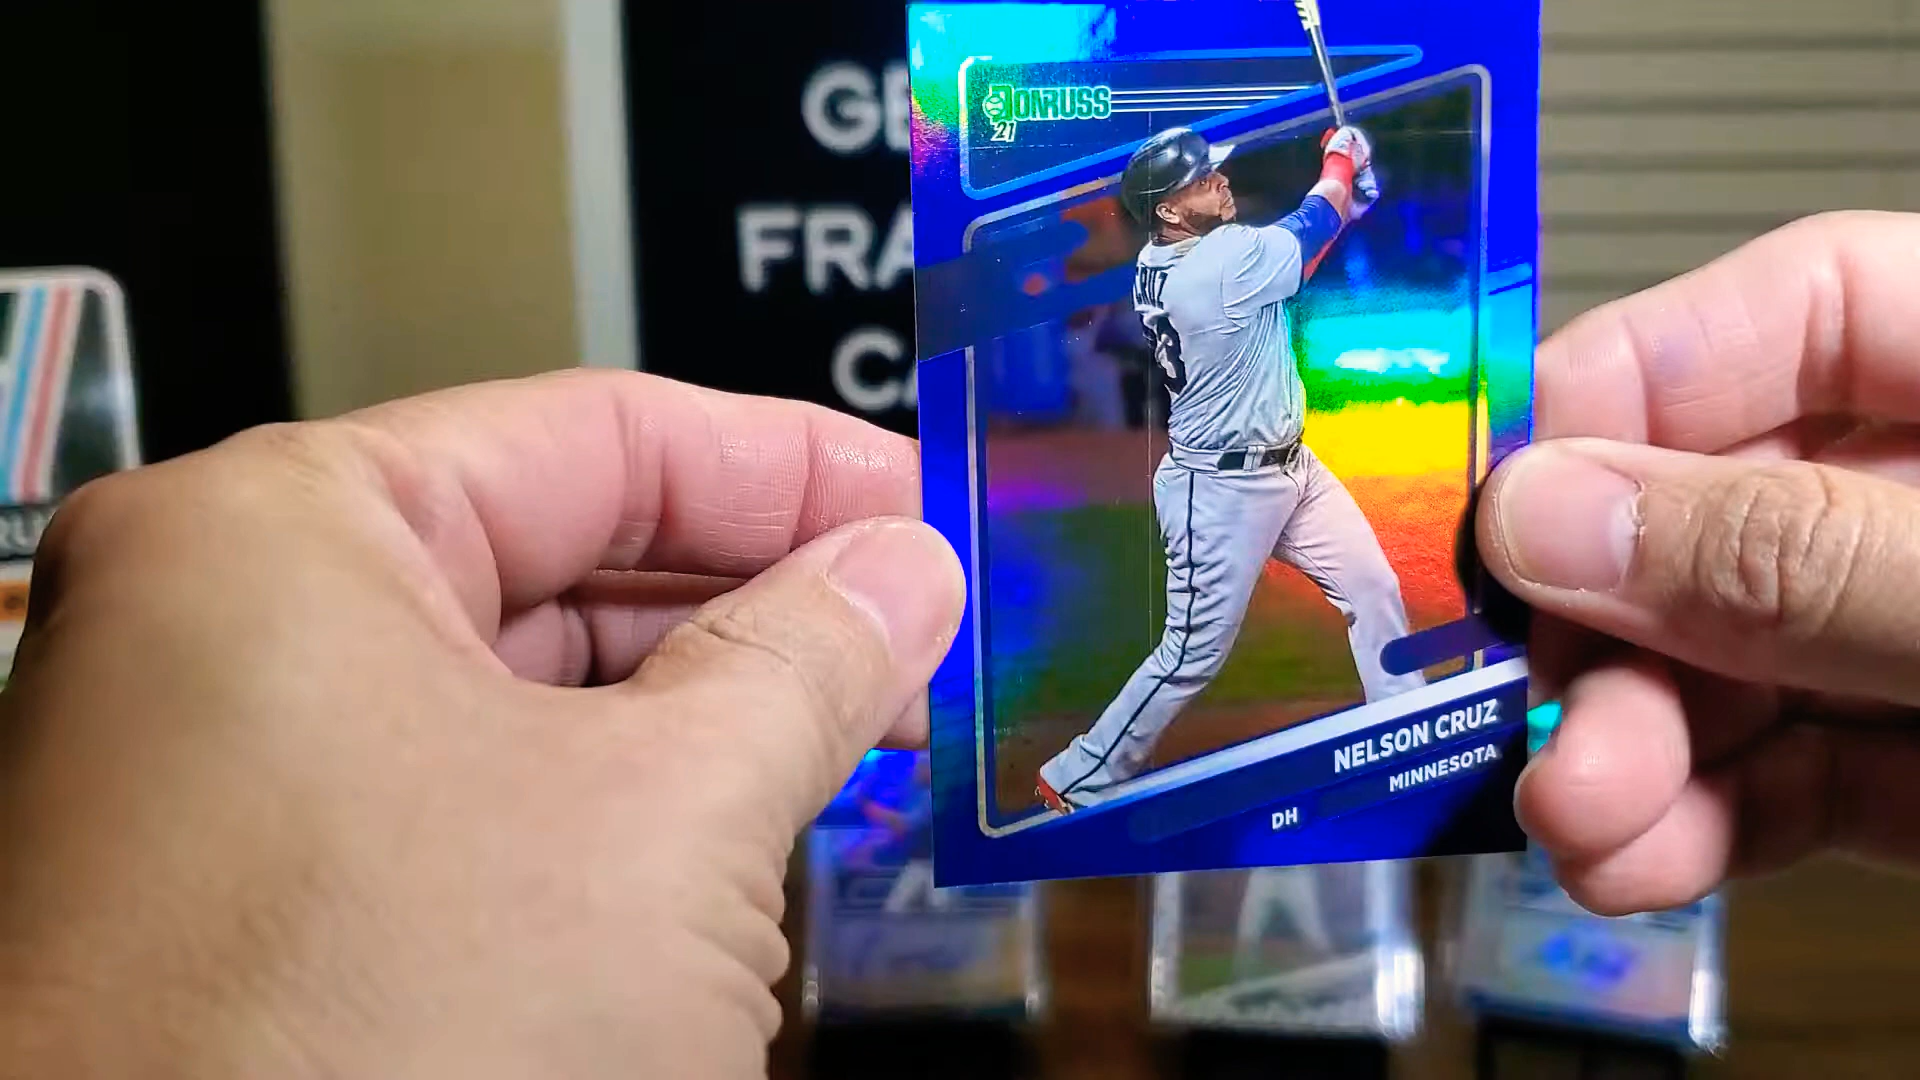 GE
FRA
CA
DONRUSS
21
CRUZ
NELSON CRUZ
MINNESOTA
DH